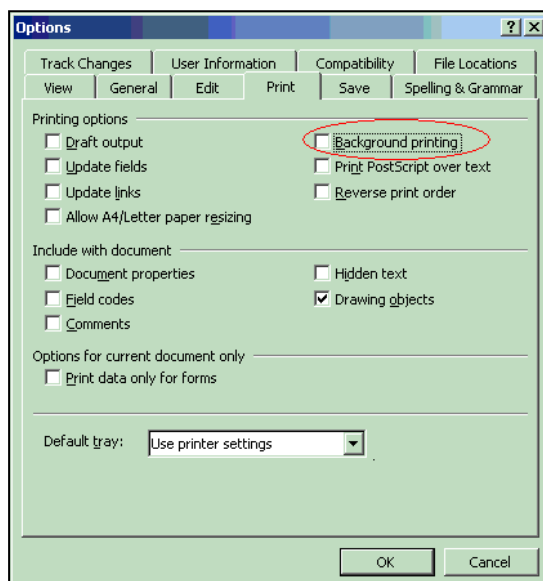 Options
Track Changes User Information Compatibility File Locations
View General Edit Print Save Spelling & Grammar
Printing options
Draft output Background printing
Update fields Print PostScript over text
Update links Reverse print order
Allow A4/Letter paper resizing
Include with document
Document properties Hidden text
Field codes Drawing objects
Comments
Options for current document only
Print data only for forms
Default tray: Use printer settings
OK Cancel